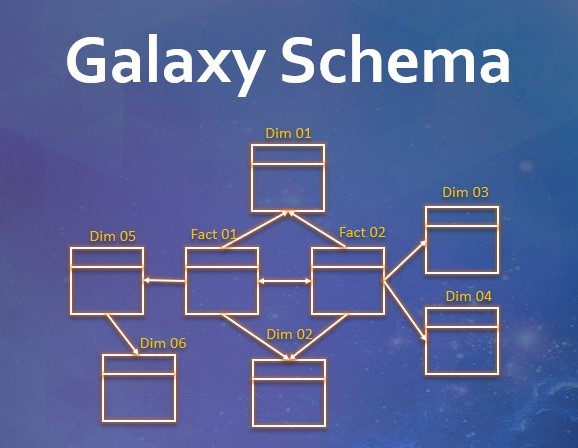 Galaxy Schema
Dim 01
Dim 03
Fact 01
Fact 02
Dim 05
Dim 04
Dim 02
Dim 06